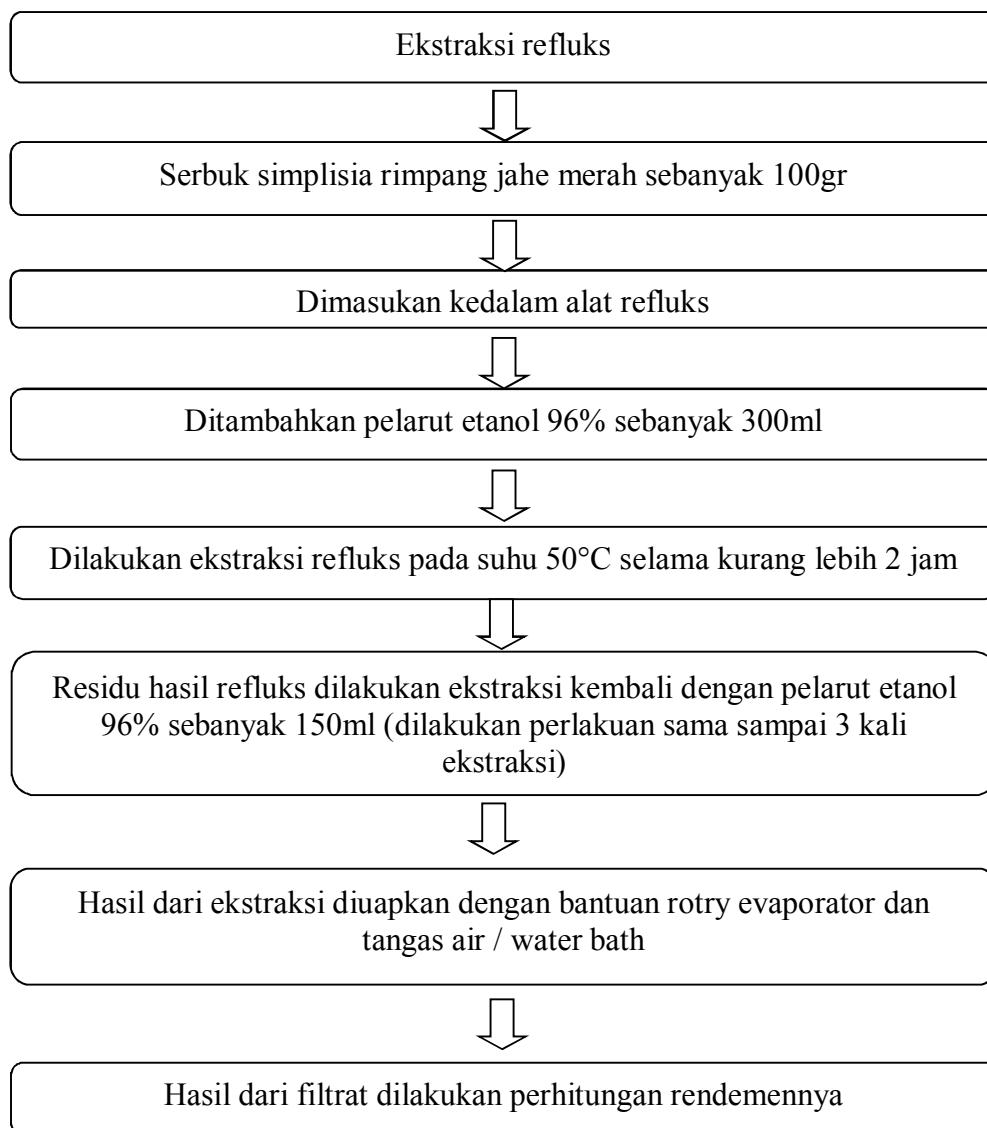 Ekstraksi refluks
Serbuk simplisia rimpang jahe merah sebanyak 100gr
Dimasukan kedalam alat refluks
Ditambahkan pelarut etanol 96% sebanyak 300ml
Dilakukan ekstraksi refluks pada suhu 50°C selama kurang lebih 2 jam
Residu hasil refluks dilakukan ekstraksi kembali dengan pelarut etanol
96% sebanyak 150ml (dilakukan perlakuan sama sampai 3 kali
ekstraksi)
Hasil dari ekstraksi diuapkan dengan bantuan rotry evaporator dan
tangas air / water bath
Hasil dari filtrat dilakukan perhitungan rendemennya